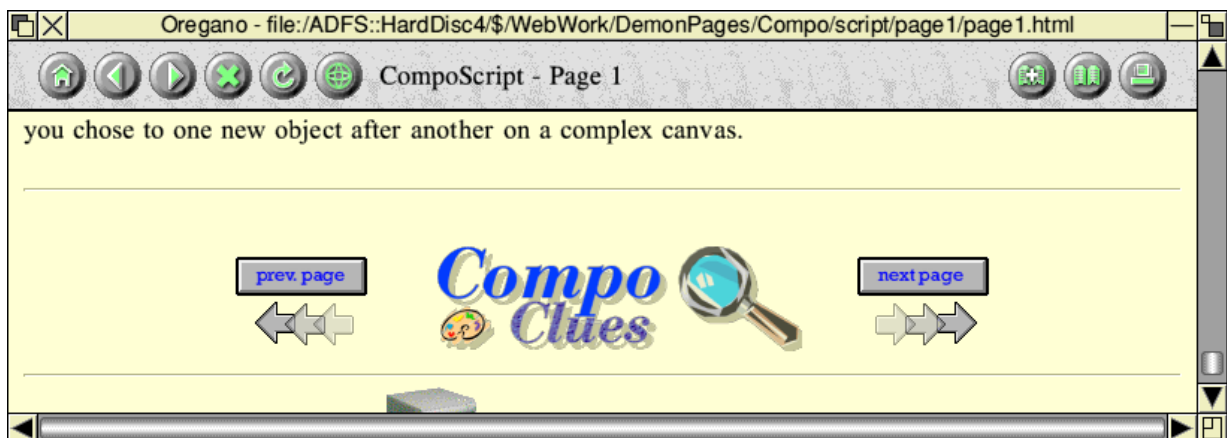 Oregano - file:/ADFS::HardDisc4/$/WebWork/DemonPages/Compo/script/page1/page1.html
CompoScript - Page 1
you chose to one new object after another on a complex canvas.
prev. page
Compo
Clues
next page